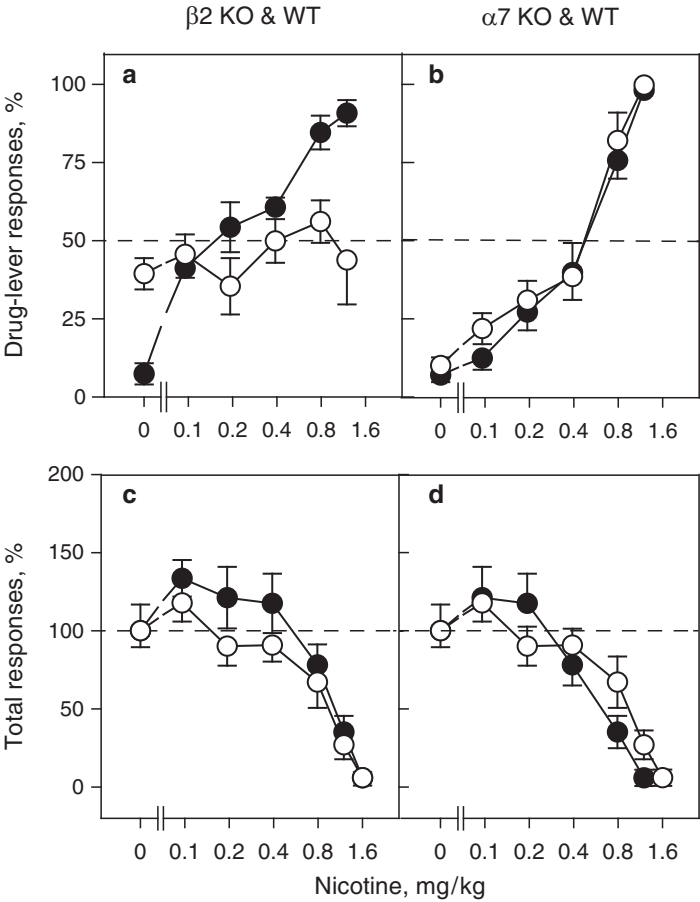 β2 KO & WT
α7 KO & WT
a
b
Drug-lever responses, %
100
75
50
25
0
0 0.1 0.2 0.4 0.8 1.6
0 0.1 0.2 0.4 0.8 1.6
c
d
Total responses, %
200
150
100
50
0
0 0.1 0.2 0.4 0.8 1.6
0 0.1 0.2 0.4 0.8 1.6
Nicotine, mg/kg